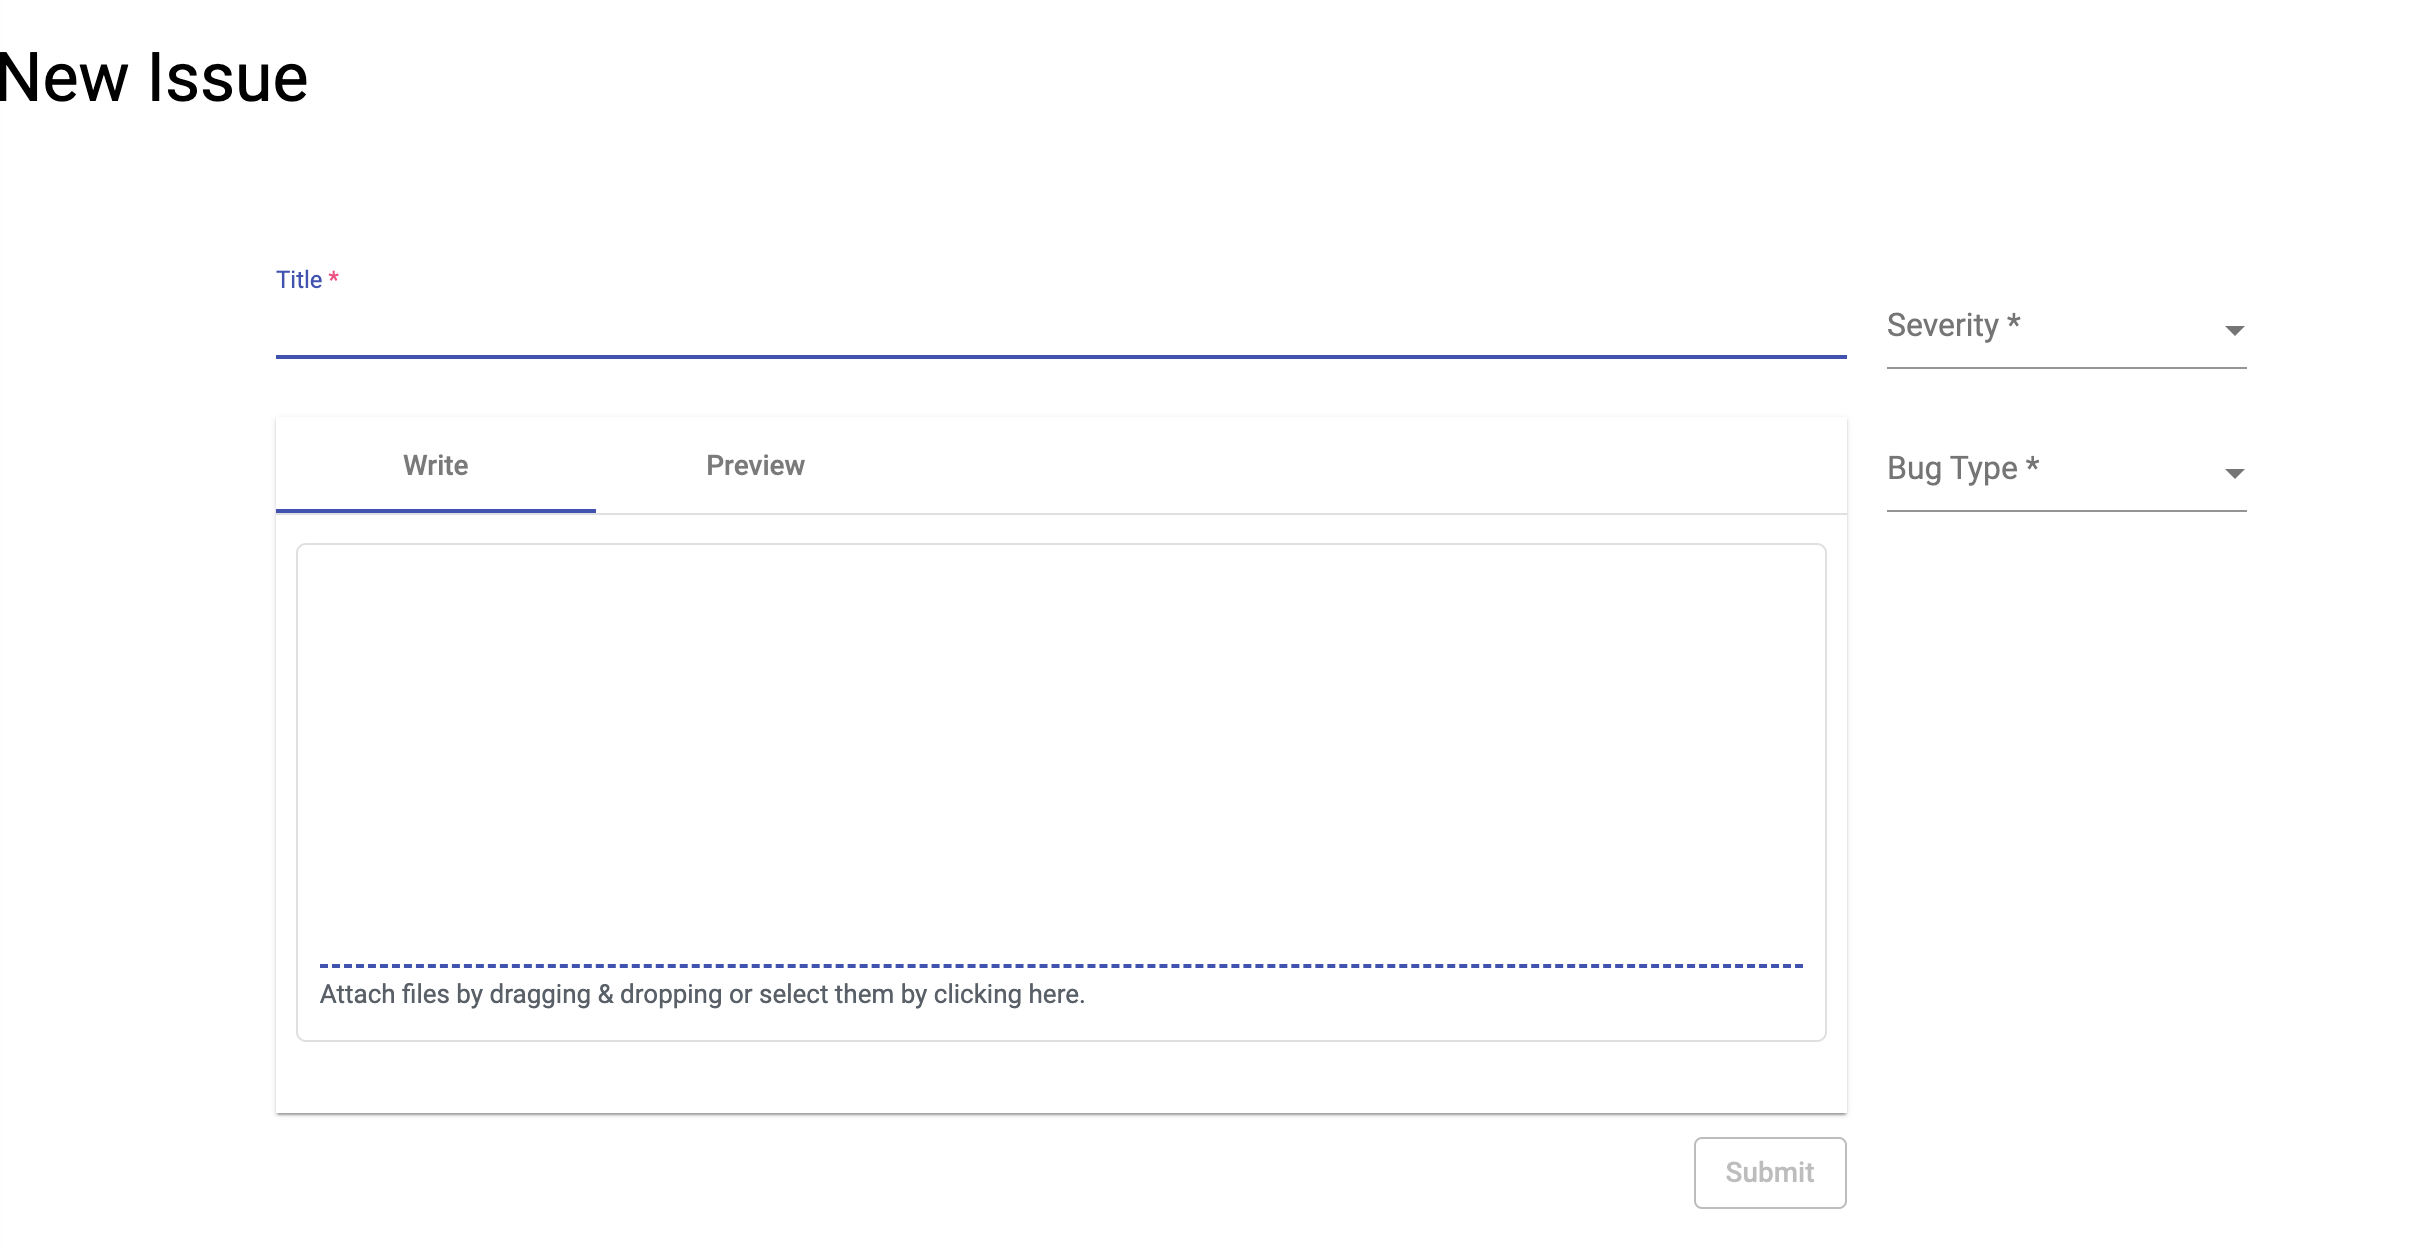 New Issue
Title *
Severity *
Write Preview
Bug Type *
Attach files by dragging & dropping or select them by clicking here.
Submit